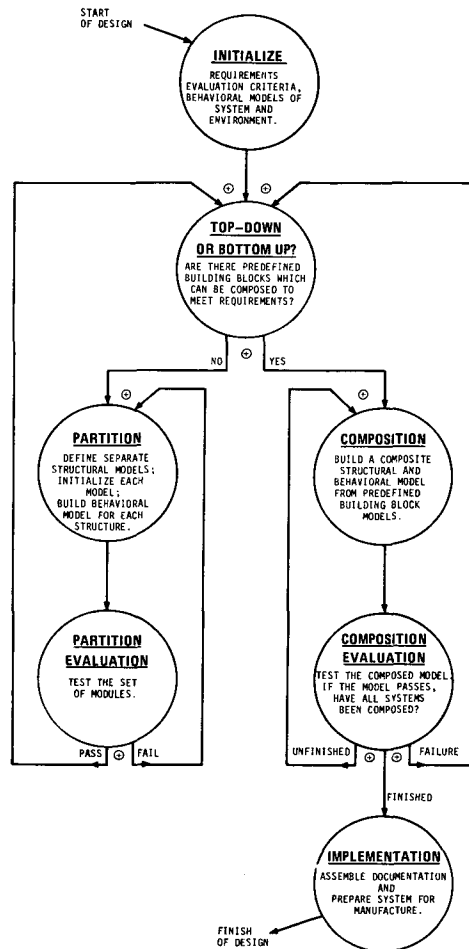 START
OF DESIGN
INITIALIZE
REQUIREMENTS
EVALUATION CRITERIA,
BEHAVIORAL MODELS OF
SYSTEM AND
ENVIRONMENT.
⊕ ⊕
TOP-DOWN
OR BOTTOM UP?
ARE THERE PREDEFINED
BUILDING BLOCKS WHICH
CAN BE COMPOSED TO
MEET REQUIREMENTS?
NO ⊕ YES
⊕
PARTITION
DEFINE SEPARATE
STRUCTURAL MODELS;
INITIALIZE EACH
MODEL;
BUILD BEHAVIORAL
MODEL FOR EACH
STRUCTURE.
⊕
COMPOSITION
BUILD A COMPOSITE
STRUCTURAL AND
BEHAVIORAL MODEL
FROM PREDEFINED
BUILDING BLOCK
MODELS.
PARTITION
EVALUATION
TEST THE SET
OF MODULES.
PASS ⊕ FAIL
COMPOSITION
EVALUATION
TEST THE COMPOSED MODEL.
IF THE MODEL PASSES,
HAVE ALL SYSTEMS
BEEN COMPOSED?
UNFINISHED ⊕ ⊕ FAILURE
FINISHED
IMPLEMENTATION
ASSEMBLE DOCUMENTATION
AND
PREPARE SYSTEM FOR
MANUFACTURE.
FINISH
OF DESIGN